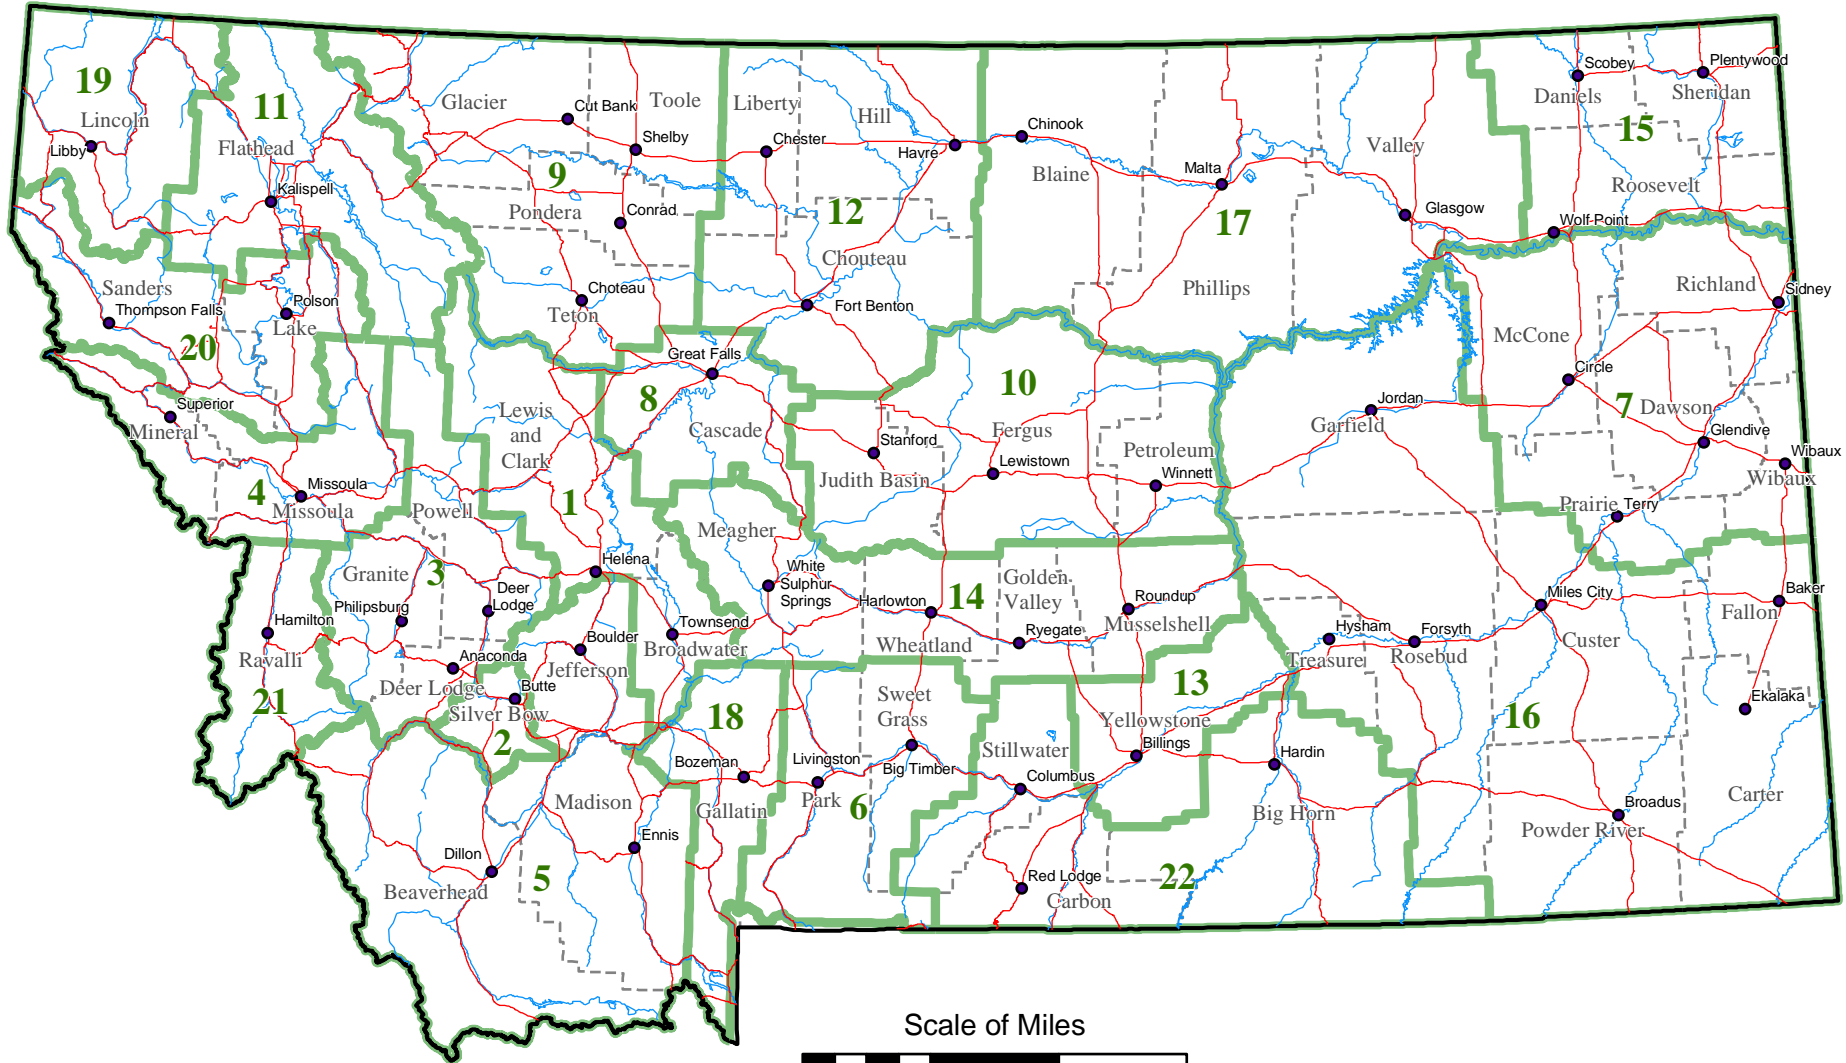 19
Lincoln
Libby
11
Flathead
Kalispell
Glacier
Cut Bank
Toole
Shelby
9
Pondera
Conrad
Choteau
Teton
Liberty
Hill
Chester
Havre
12
Chouteau
Fort Benton
Chinook
Blaine
Malta
17
Phillips
Valley
Glasgow
Scobey
Daniels
Plentywood
Sheridan
15
Roosevelt
Wolf Point
Richland
Sidney
McCone
Circle
7
Dawson
Glendive
Wibaux
Wibaux
Prairie
Terry
Sanders
Thompson Falls
20
Polson
Lake
Superior
Mineral
4
Missoula
Missoula
Powell
Lewis
and
Clark
1
Helena
Great Falls
8
Cascade
10
Fergus
Stanford
Judith Basin
Lewistown
Petroleum
Winnett
Jordan
Garfield
Meagher
White
Sulphur
Springs
Harlowton
14
Golden
Valley
Wheatland
Ryegate
Roundup
Musselshell
Granite
3
Philipsburg
Deer
Lodge
Hamilton
Ravalli
21
Anaconda
Deer Lodge
Butte
Silver Bow
2
Boulder
Jefferson
Townsend
Broadwater
18
Bozeman
Gallatin
Livingston
Park
6
Sweet
Grass
Big Timber
Stillwater
Columbus
13
Yellowstone
Billings
Hysham
Treasure
Forsyth
Rosebud
Miles City
Custer
16
Baker
Fallon
Ekalaka
Hardin
Big Horn
22
Red Lodge
Carbon
Broadus
Powder River
Carter
Madison
Ennis
Dillon
Beaverhead
5
Scale of Miles